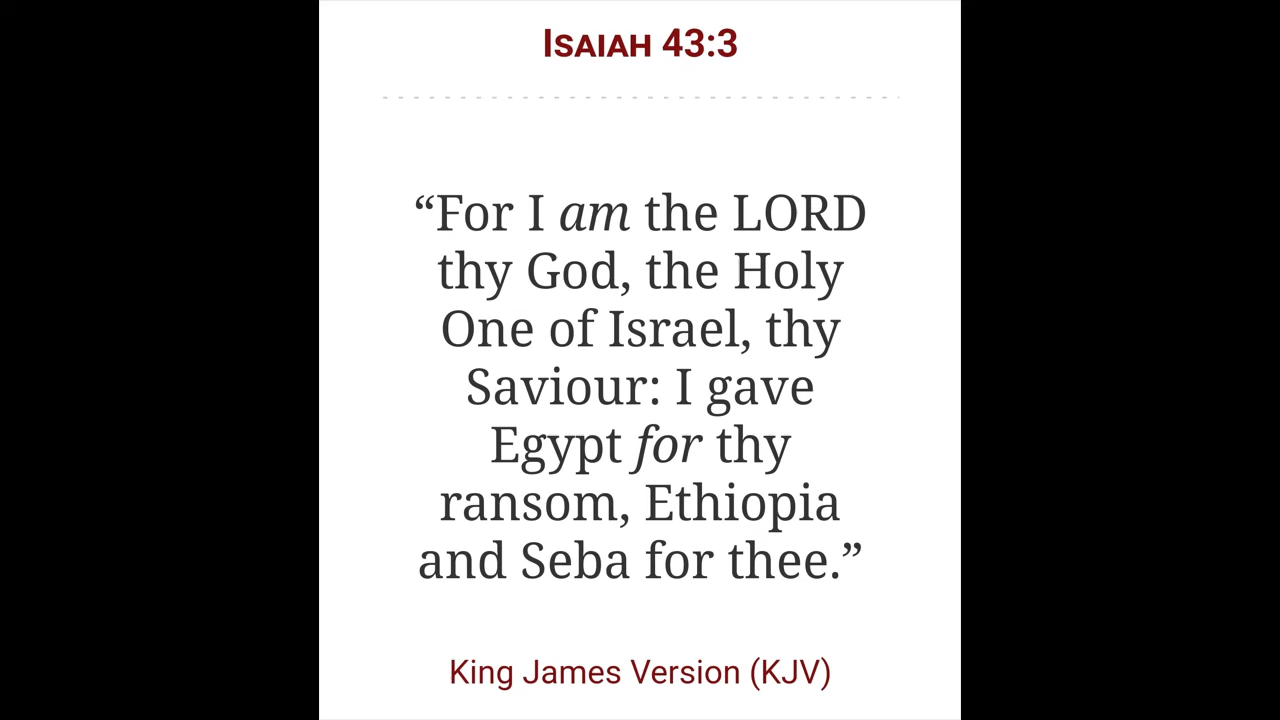 Isaiah 43:3
“For I am the LORD
thy God, the Holy
One of Israel, thy
Saviour: I gave
Egypt for thy
ransom, Ethiopia
and Seba for thee.”
King James Version (KJV)